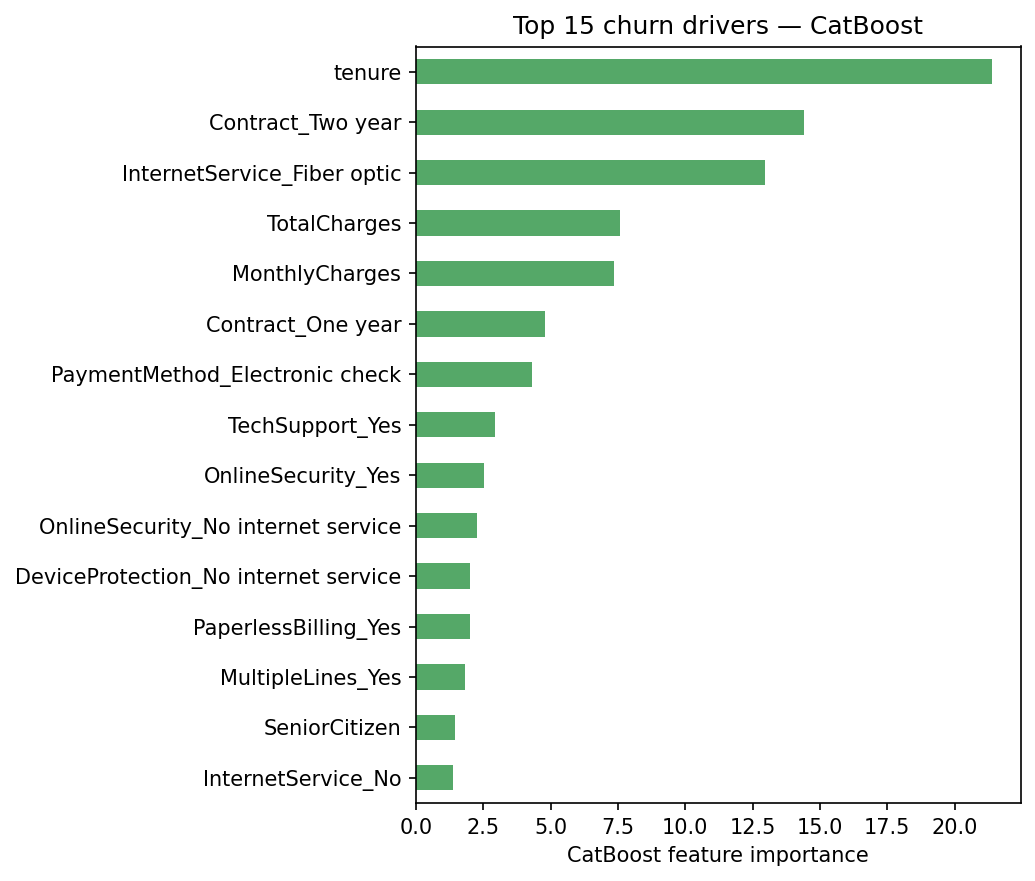 Top 15 churn drivers — CatBoost
tenure
Contract_Two year
InternetService_Fiber optic
TotalCharges
MonthlyCharges
Contract_One year
PaymentMethod_Electronic check
TechSupport_Yes
OnlineSecurity_Yes
OnlineSecurity_No internet service
DeviceProtection_No internet service
PaperlessBilling_Yes
MultipleLines_Yes
SeniorCitizen
InternetService_No
0.0 2.5 5.0 7.5 10.0 12.5 15.0 17.5 20.0
CatBoost feature importance